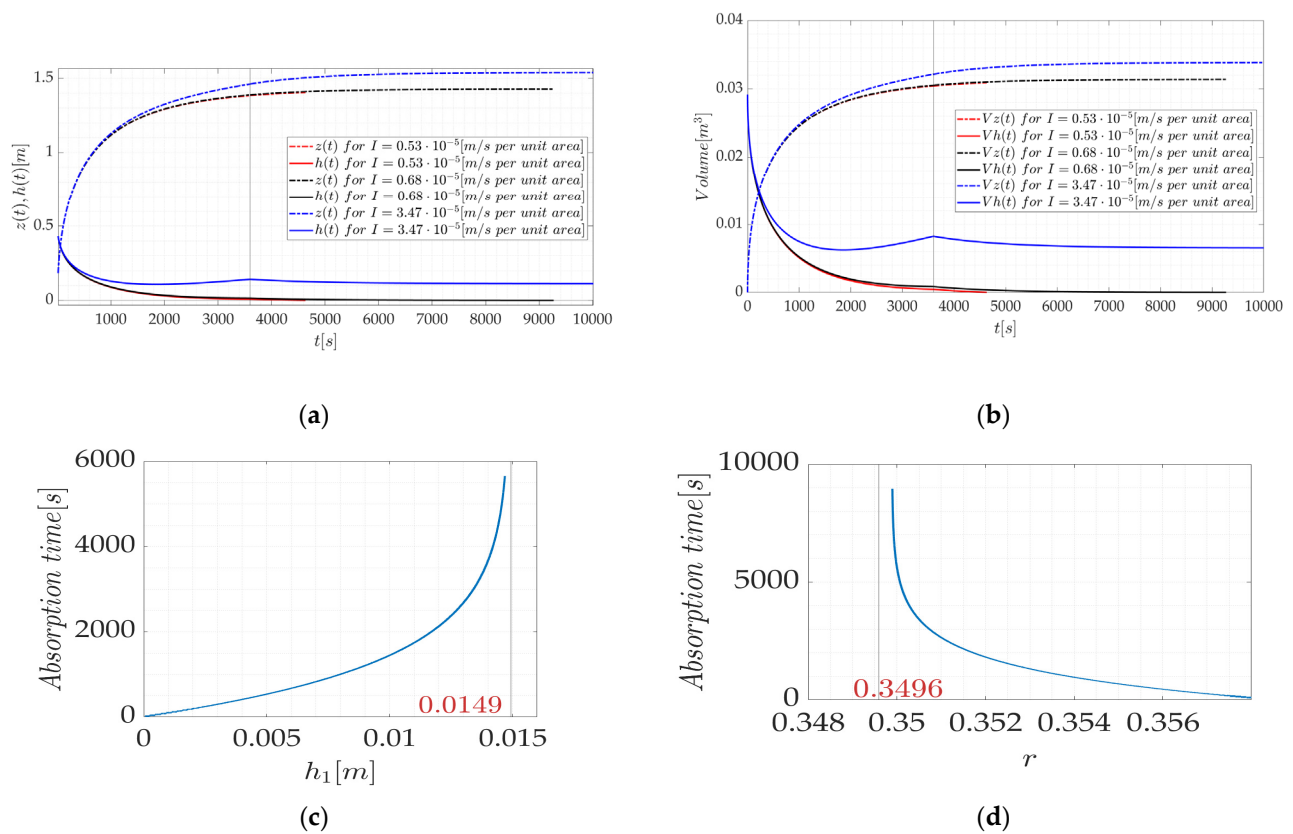 z(t), h(t)[m]
1.5
1
0.5
0
z(t) for I = 0.53 · 10⁻⁵[m/s per unit area]
h(t) for I = 0.53 · 10⁻⁵[m/s per unit area]
z(t) for I = 0.68 · 10⁻⁵[m/s per unit area]
h(t) for I = 0.68 · 10⁻⁵[m/s per unit area]
z(t) for I = 3.47 · 10⁻⁵[m/s per unit area]
h(t) for I = 3.47 · 10⁻⁵[m/s per unit area]
1000 2000 3000 4000 5000 6000 7000 8000 9000 10000
t[s]
(a)
Volume[m³]
0.04
0.03
0.02
0.01
0
Vz(t) for I = 0.53 · 10⁻⁵[m/s per unit area]
Vh(t) for I = 0.53 · 10⁻⁵[m/s per unit area]
Vz(t) for I = 0.68 · 10⁻⁵[m/s per unit area]
Vh(t) for I = 0.68 · 10⁻⁵[m/s per unit area]
Vz(t) for I = 3.47 · 10⁻⁵[m/s per unit area]
Vh(t) for I = 3.47 · 10⁻⁵[m/s per unit area]
0 1000 2000 3000 4000 5000 6000 7000 8000 9000 10000
t[s]
(b)
Absorption time[s]
6000
4000
2000
0
0.0149
0 0.005 0.01 0.015
h₁[m]
(c)
Absorption time[s]
10000
5000
0
0.3496
0.348 0.35 0.352 0.354 0.356
r
(d)